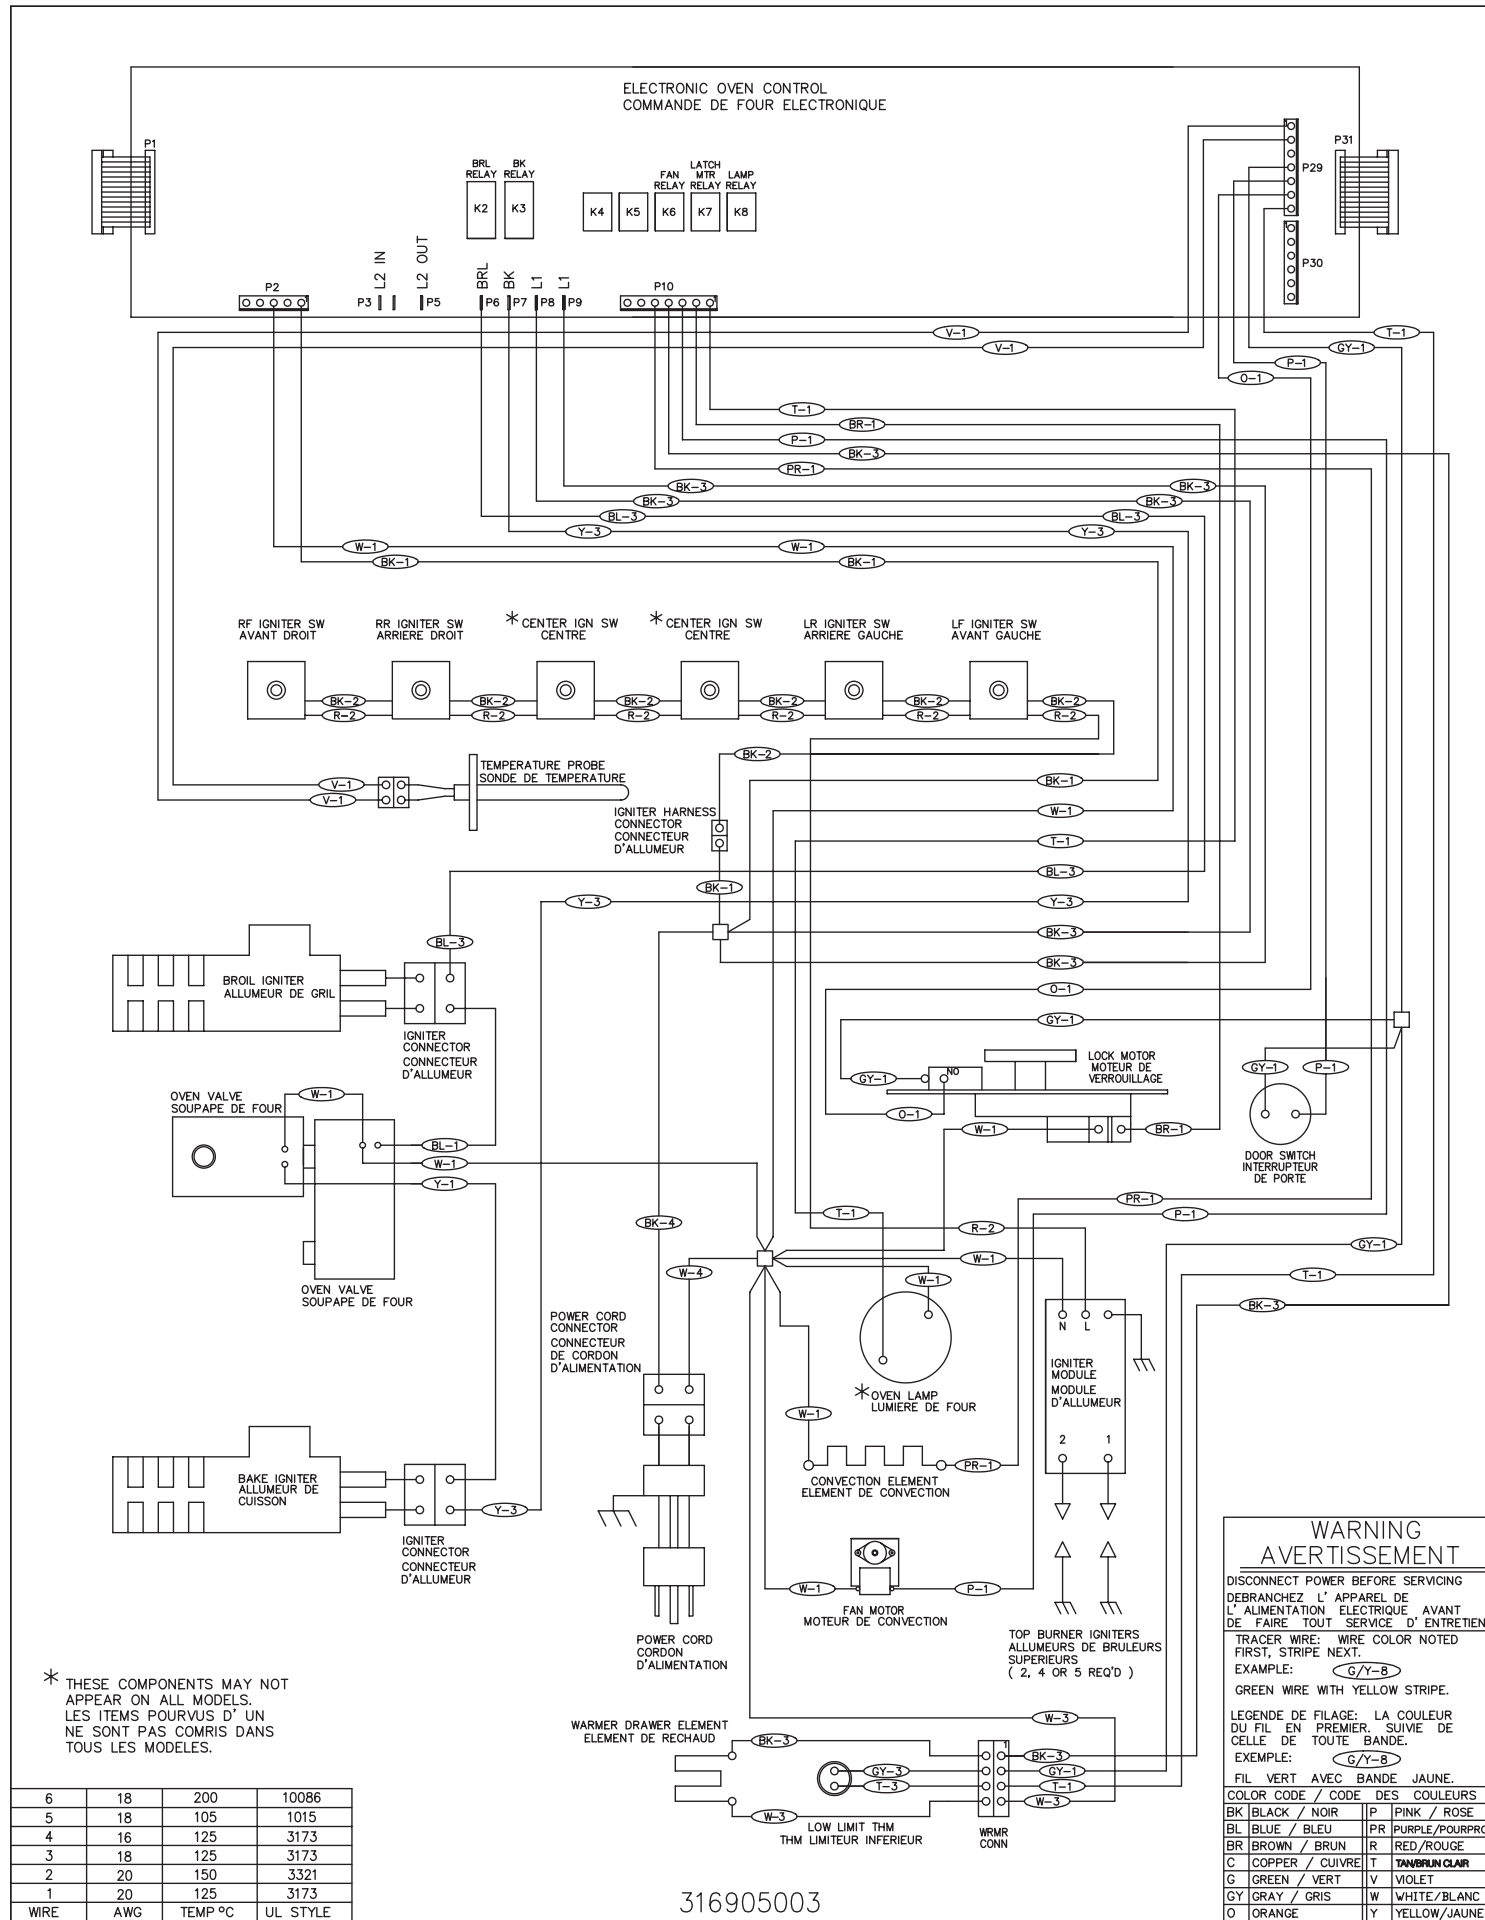 ELECTRONIC OVEN CONTROL
COMMANDE DE FOUR ELECTRONIQUE
P1
P31
BRL RELAY
BK RELAY
FAN RELAY
LATCH MTR RELAY
LAMP RELAY
K2
K3
K4
K5
K6
K7
K8
1
P29
1
P30
P2
1
P3
L2 IN
L2 OUT
P5
BRL
P6
BK
P7
L1
P8
L1
P9
P10
1
V-1
T-1
V-1
GY-1
P-1
O-1
T-1
BR-1
P-1
BK-3
PR-1
BK-3
BK-3
BK-3
BK-3
BL-3
BL-3
Y-3
Y-3
W-1
W-1
BK-1
BK-1
RF IGNITER SW
AVANT DROIT
RR IGNITER SW
ARRIERE DROIT
* CENTER IGN SW
CENTRE
* CENTER IGN SW
CENTRE
LR IGNITER SW
ARRIERE GAUCHE
LF IGNITER SW
AVANT GAUCHE
BK-2
BK-2
BK-2
BK-2
BK-2
BK-2
R-2
R-2
R-2
R-2
R-2
R-2
BK-2
TEMPERATURE PROBE
SONDE DE TEMPERATURE
V-1
V-1
BK-1
W-1
IGNITER HARNESS
CONNECTOR
CONNECTEUR
D'ALLUMEUR
T-1
BL-3
BK-1
Y-3
Y-3
BK-3
BL-3
BK-3
BROIL IGNITER
ALLUMEUR DE GRIL
O-1
GY-1
IGNITER
CONNECTOR
CONNECTEUR
D'ALLUMEUR
LOCK MOTOR
MOTEUR DE
VERROUILLAGE
NO
GY-1
GY-1
P-1
OVEN VALVE
SOUPAPE DE FOUR
W-1
O-1
W-1
BR-1
BL-1
W-1
Y-1
DOOR SWITCH
INTERRUPTEUR
DE PORTE
PR-1
P-1
T-1
BK-4
R-2
GY-1
W-1
W-4
W-1
T-1
OVEN VALVE
SOUPAPE DE FOUR
BK-3
POWER CORD
CONNECTOR
CONNECTEUR
DE CORDON
D'ALIMENTATION
N
L
IGNITER
MODULE
MODULE
D'ALLUMEUR
2
1
* OVEN LAMP
LUMIERE DE FOUR
W-1
PR-1
CONVECTION ELEMENT
ELEMENT DE CONVECTION
BAKE IGNITER
ALLUMEUR DE
CUISSON
Y-3
IGNITER
CONNECTOR
CONNECTEUR
D'ALLUMEUR
W-1
P-1
FAN MOTOR
MOTEUR DE CONVECTION
POWER CORD
CORDON
D'ALIMENTATION
TOP BURNER IGNITERS
ALLUMEURS DE BRULEURS
SUPERIEURS
( 2, 4 OR 5 REQ'D )
* THESE COMPONENTS MAY NOT
APPEAR ON ALL MODELS.
LES ITEMS POURVUS D' UN
NE SONT PAS COMRIS DANS
TOUS LES MODELES.
WARMER DRAWER ELEMENT
ELEMENT DE RECHAUD
W-3
BK-3
1
BK-3
GY-3
GY-1
T-3
T-1
W-3
W-3
LOW LIMIT THM
THM LIMITEUR INFERIEUR
WRMR
CONN
6 18 200 10086
5 18 105 1015
4 16 125 3173
3 18 125 3173
2 20 150 3321
1 20 125 3173
WIRE AWG TEMP °C UL STYLE
316905003
WARNING
AVERTISSEMENT
DISCONNECT POWER BEFORE SERVICING
DEBRANCHEZ L' APPAREL DE
L' ALIMENTATION ELECTRIQUE AVANT
DE FAIRE TOUT SERVICE D' ENTRETIEN
TRACER WIRE: WIRE COLOR NOTED
FIRST, STRIPE NEXT.
EXAMPLE: G/Y-8
GREEN WIRE WITH YELLOW STRIPE.
LEGENDE DE FILAGE: LA COULEUR
DU FIL EN PREMIER. SUIVIE DE
CELLE DE TOUTE BANDE.
EXEMPLE: G/Y-8
FIL VERT AVEC BANDE JAUNE.
COLOR CODE / CODE DES COULEURS
BK BLACK / NOIR P PINK / ROSE
BL BLUE / BLEU PR PURPLE/POURPRO
BR BROWN / BRUN R RED/ROUGE
C COPPER / CUIVRE T TAN/BRUN CLAIR
G GREEN / VERT V VIOLET
GY GRAY / GRIS W WHITE/BLANC
O ORANGE Y YELLOW/JAUNE